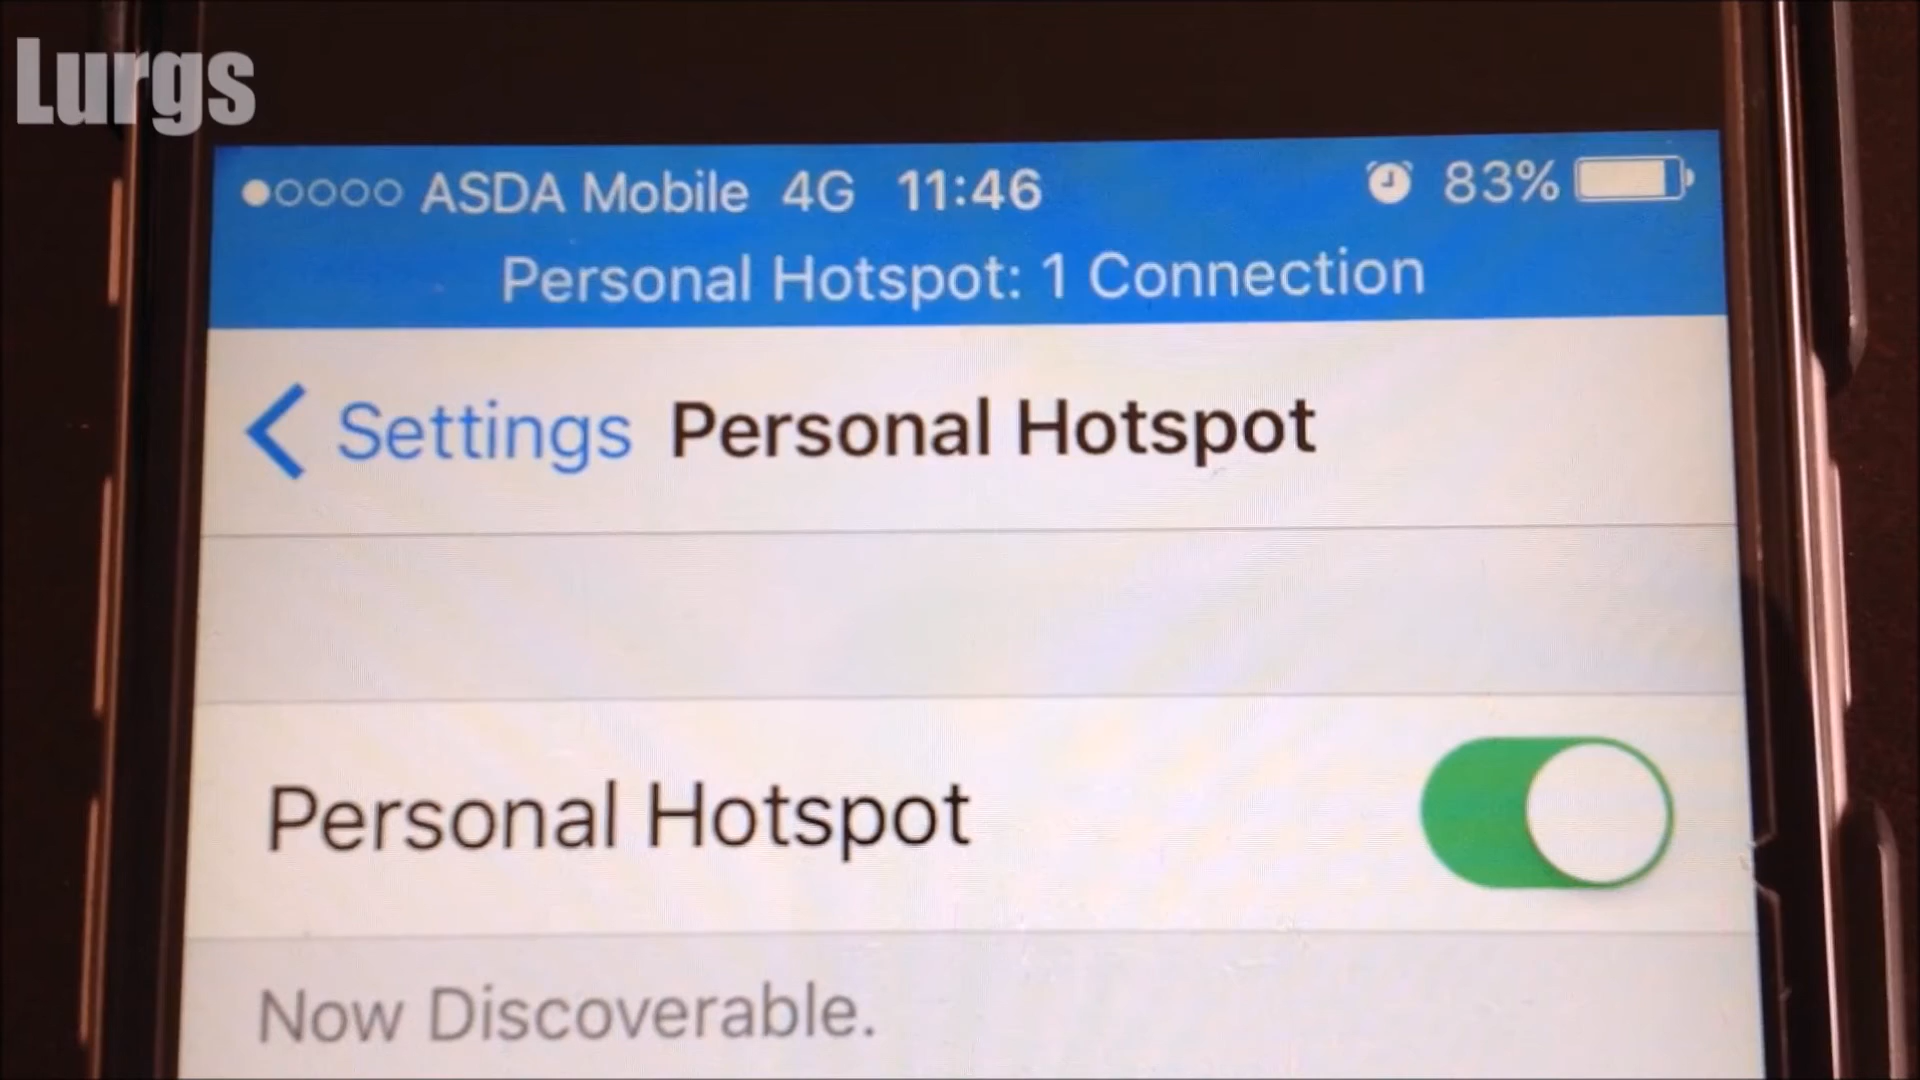 Lurgs
ASDA Mobile 4G 11:46 83%
Personal Hotspot: 1 Connection
Settings Personal Hotspot
Personal Hotspot
Now Discoverable.